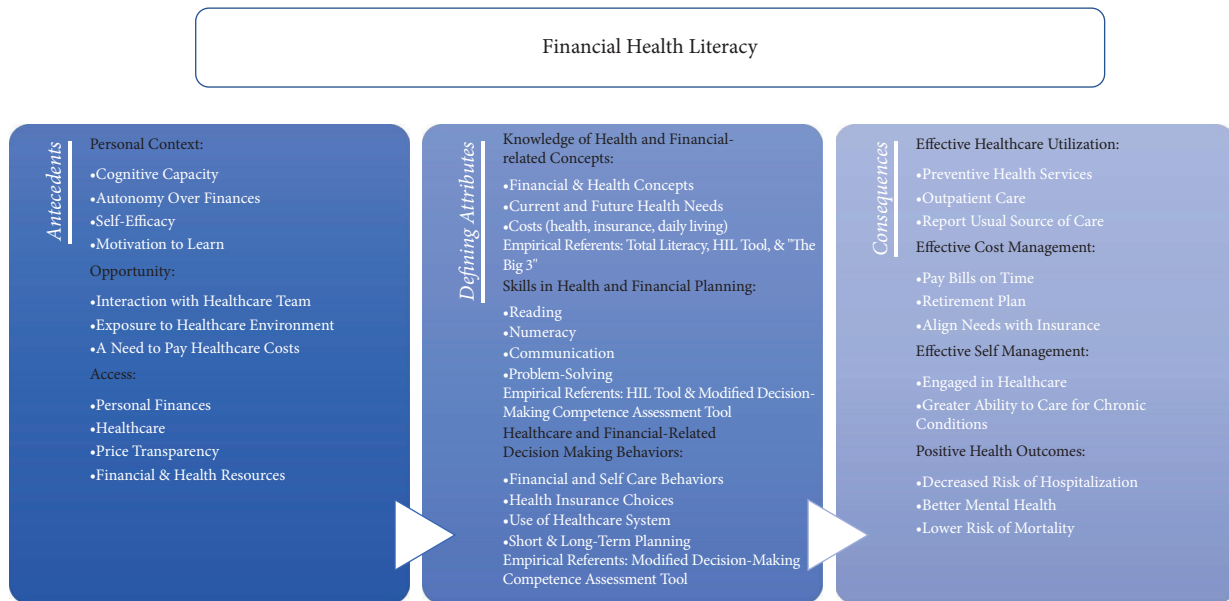 Financial Health Literacy
Antecedents
Personal Context:
•Cognitive Capacity
•Autonomy Over Finances
•Self-Efficacy
•Motivation to Learn
Opportunity:
•Interaction with Healthcare Team
•Exposure to Healthcare Environment
•A Need to Pay Healthcare Costs
Access:
•Personal Finances
•Healthcare
•Price Transparency
•Financial & Health Resources
Defining Attributes
Knowledge of Health and Financial-
related Concepts:
•Financial & Health Concepts
•Current and Future Health Needs
•Costs (health, insurance, daily living)
Empirical Referents: Total Literacy, HIL Tool, & "The
Big 3"
Skills in Health and Financial Planning:
•Reading
•Numeracy
•Communication
•Problem-Solving
Empirical Referents: HIL Tool & Modified Decision-
Making Competence Assessment Tool
Healthcare and Financial-Related
Decision Making Behaviors:
•Financial and Self Care Behaviors
•Health Insurance Choices
•Use of Healthcare System
•Short & Long-Term Planning
Empirical Referents: Modified Decision-Making
Competence Assessment Tool
Consequences
Effective Healthcare Utilization:
•Preventive Health Services
•Outpatient Care
•Report Usual Source of Care
Effective Cost Management:
•Pay Bills on Time
•Retirement Plan
•Align Needs with Insurance
Effective Self Management:
•Engaged in Healthcare
•Greater Ability to Care for Chronic
Conditions
Positive Health Outcomes:
•Decreased Risk of Hospitalization
•Better Mental Health
•Lower Risk of Mortality